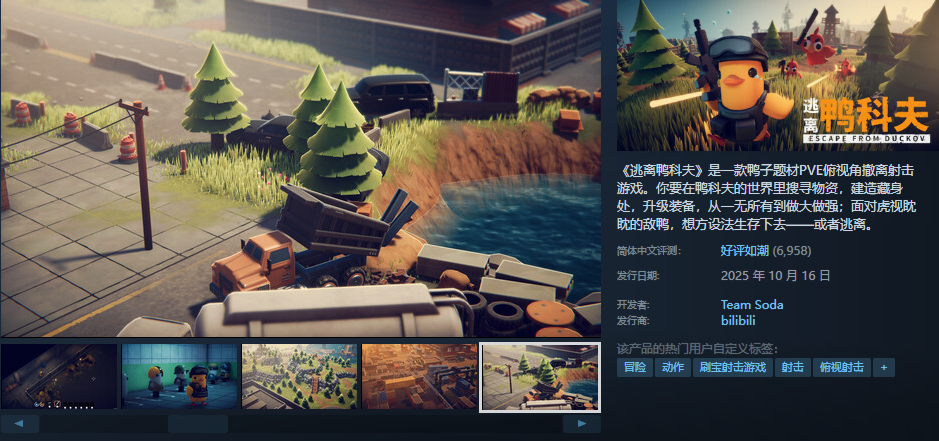 逃离
鸭科夫
ESCAPE FROM DUCKOV
《逃离鸭科夫》是一款鸭子题材PVE俯视角撤离射击
游戏。你要在鸭科夫的世界里搜寻物资，建造藏身
处，升级装备，从一无所有到做大做强；面对虎视眈
眈的敌鸭，想方设法生存下去——或者逃离。
简体中文评测: 好评如潮 (6,958)
发行日期: 2025 年 10 月 16 日
开发者: Team Soda
发行商: bilibili
该产品的热门用户自定义标签：
冒险 动作 刷宝射击游戏 射击 俯视射击 +